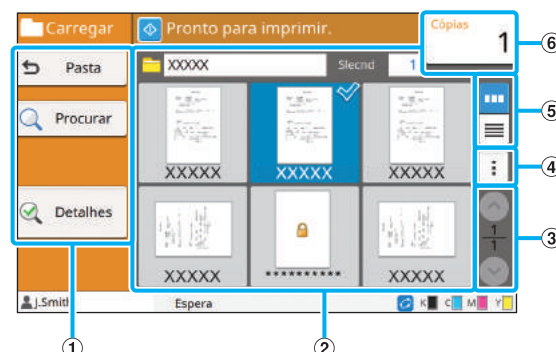 Carregar Pronto para imprimir. Cópias 1
Pasta XXXXX Slecnd 1
Procurar
XXXXX XXXXX XXXXX
Detalhes
XXXXX ********** XXXXX
1
1
J.Smith Espera K C M Y
⑥
⑤
④
③
① ②